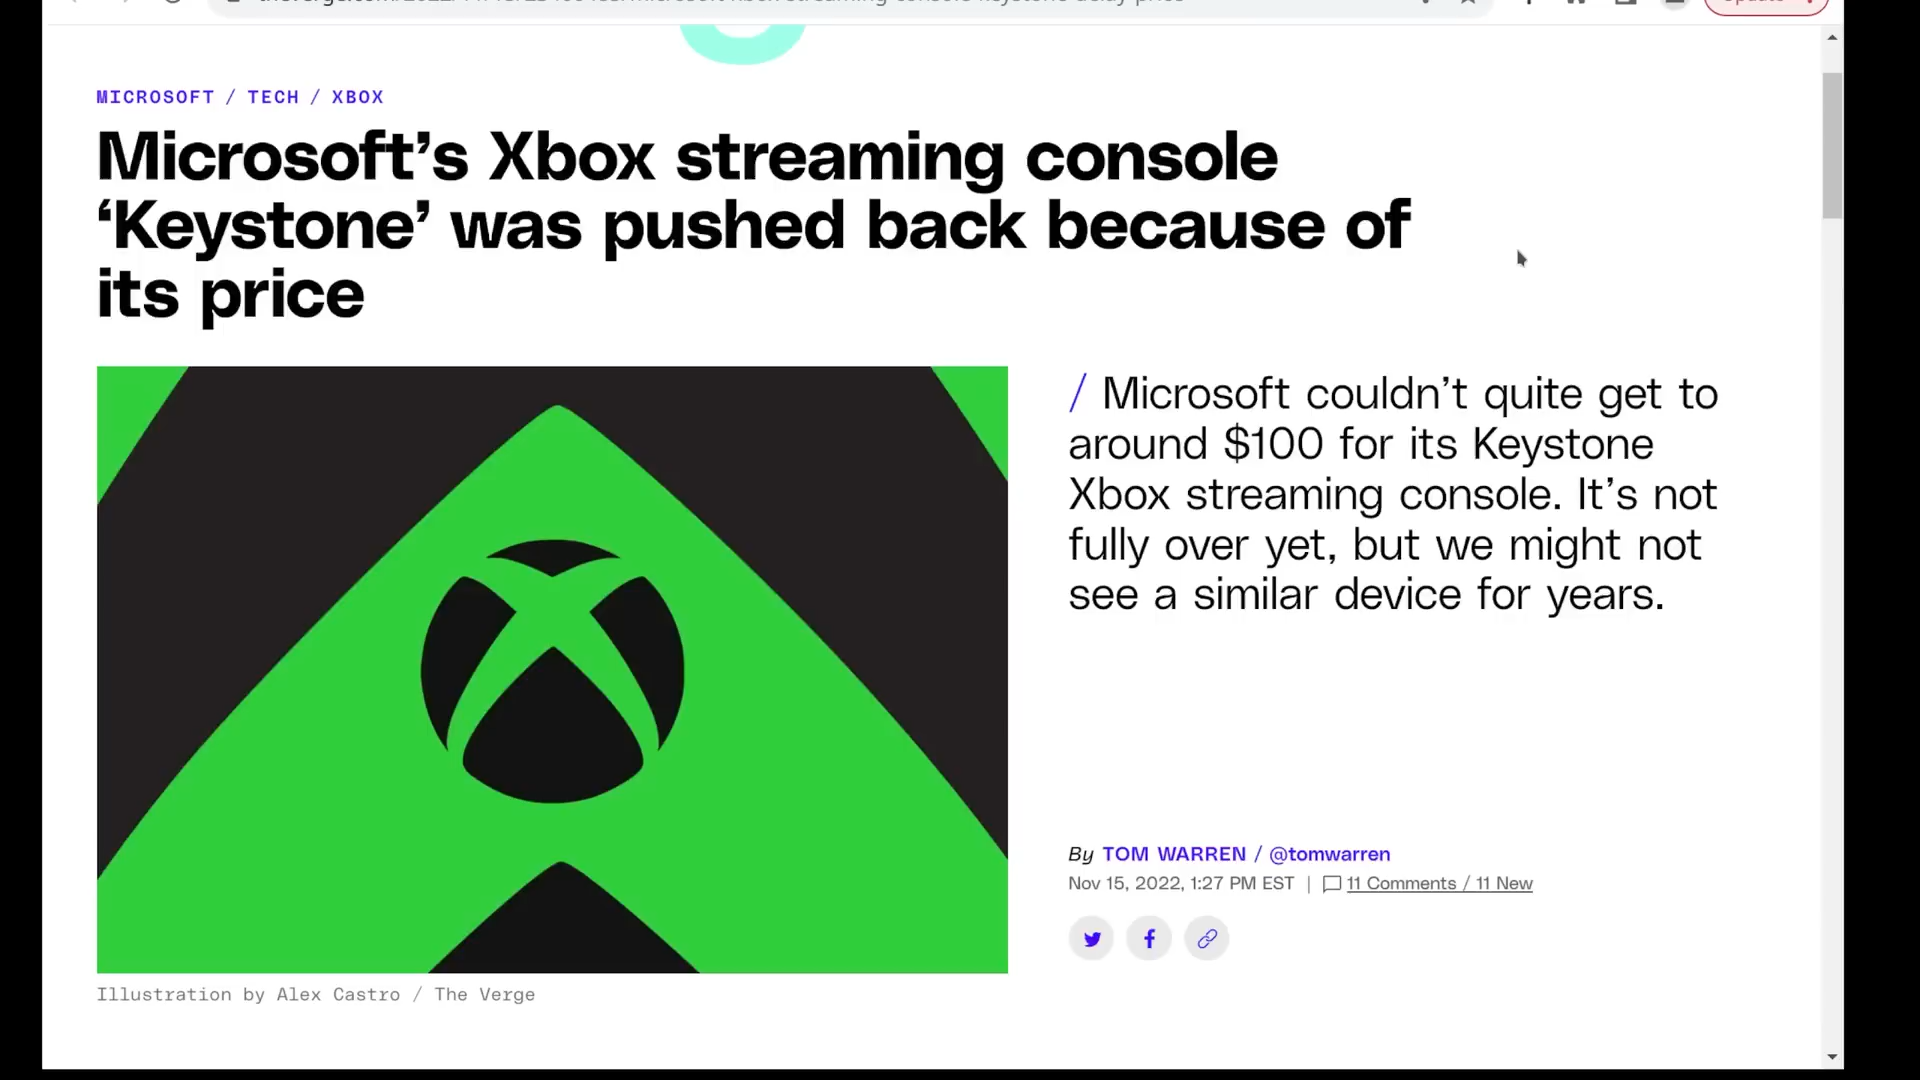 MICROSOFT / TECH / XBOX
Microsoft’s Xbox streaming console
‘Keystone’ was pushed back because of
its price
/ Microsoft couldn’t quite get to
around $100 for its Keystone
Xbox streaming console. It’s not
fully over yet, but we might not
see a similar device for years.
By TOM WARREN / @tomwarren
Nov 15, 2022, 1:27 PM EST | 11 Comments / 11 New
Illustration by Alex Castro / The Verge